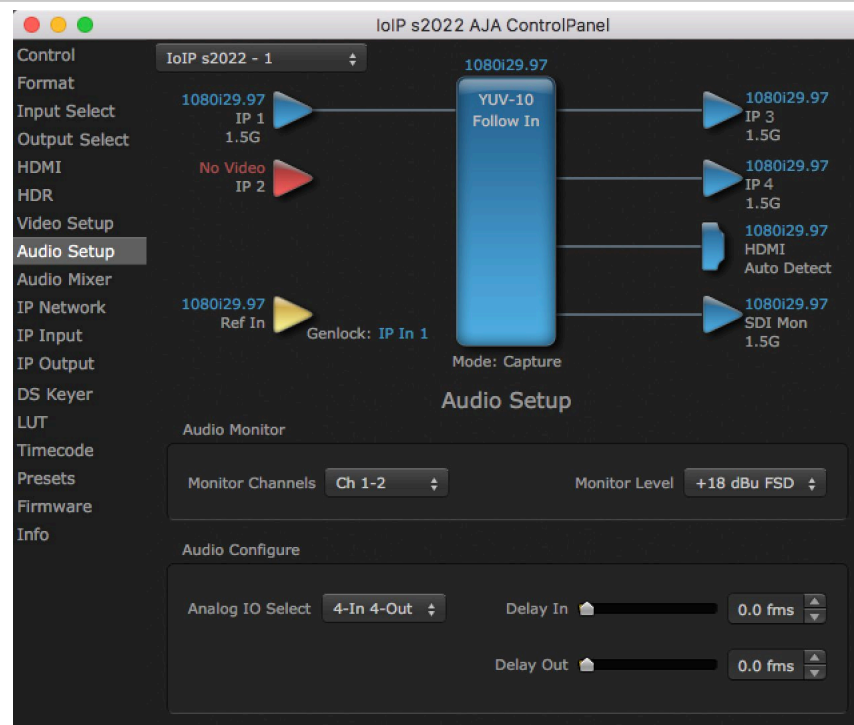 IoIP s2022 AJA ControlPanel
Control
Format
Input Select
Output Select
HDMI
HDR
Video Setup
Audio Setup
Audio Mixer
IP Network
IP Input
IP Output
DS Keyer
LUT
Timecode
Presets
Firmware
Info
IoIP s2022 - 1
1080i29.97
IP 1
1.5G
No Video
IP 2
1080i29.97
Ref In
Genlock: IP In 1
1080i29.97
YUV-10
Follow In
Mode: Capture
1080i29.97
IP 3
1.5G
1080i29.97
IP 4
1.5G
1080i29.97
HDMI
Auto Detect
1080i29.97
SDI Mon
1.5G
Audio Setup
Audio Monitor
Monitor Channels Ch 1-2 Monitor Level +18 dBu FSD
Audio Configure
Analog IO Select 4-In 4-Out Delay In 0.0 fms
Delay Out 0.0 fms